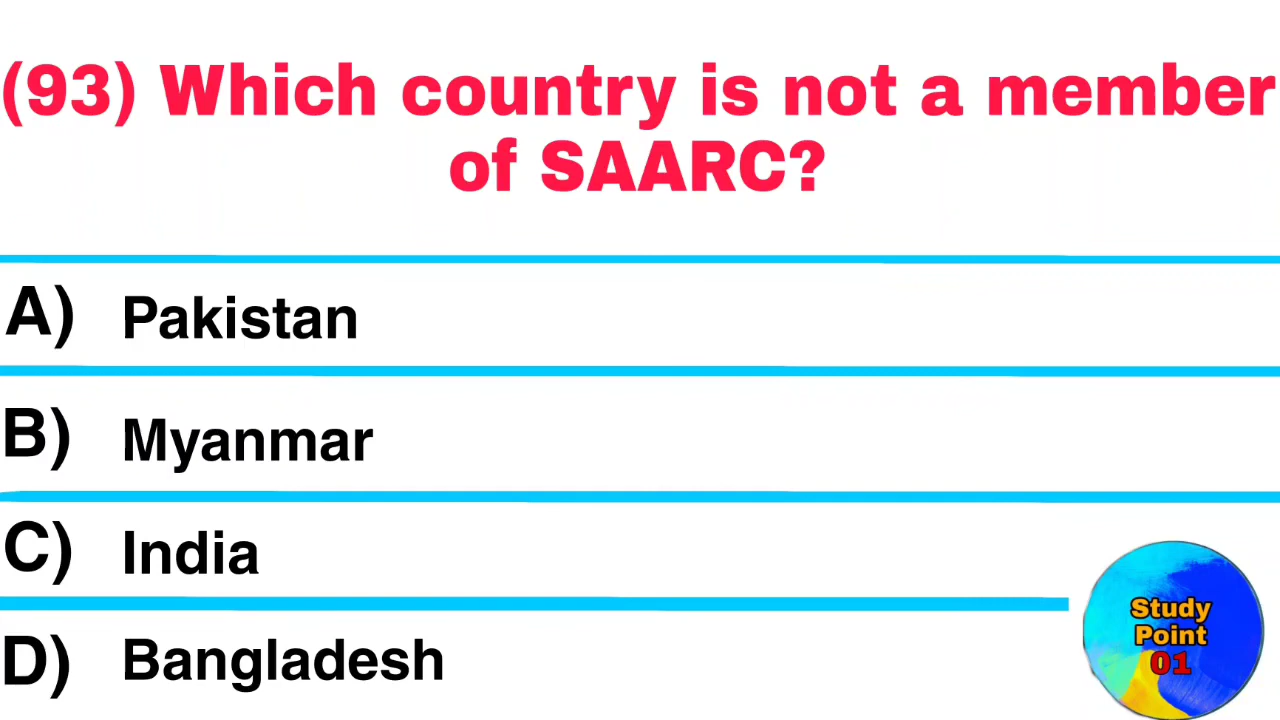 (93) Which country is not a member
of SAARC?
A) Pakistan
B) Myanmar
C) India
D) Bangladesh
Study
Point
01